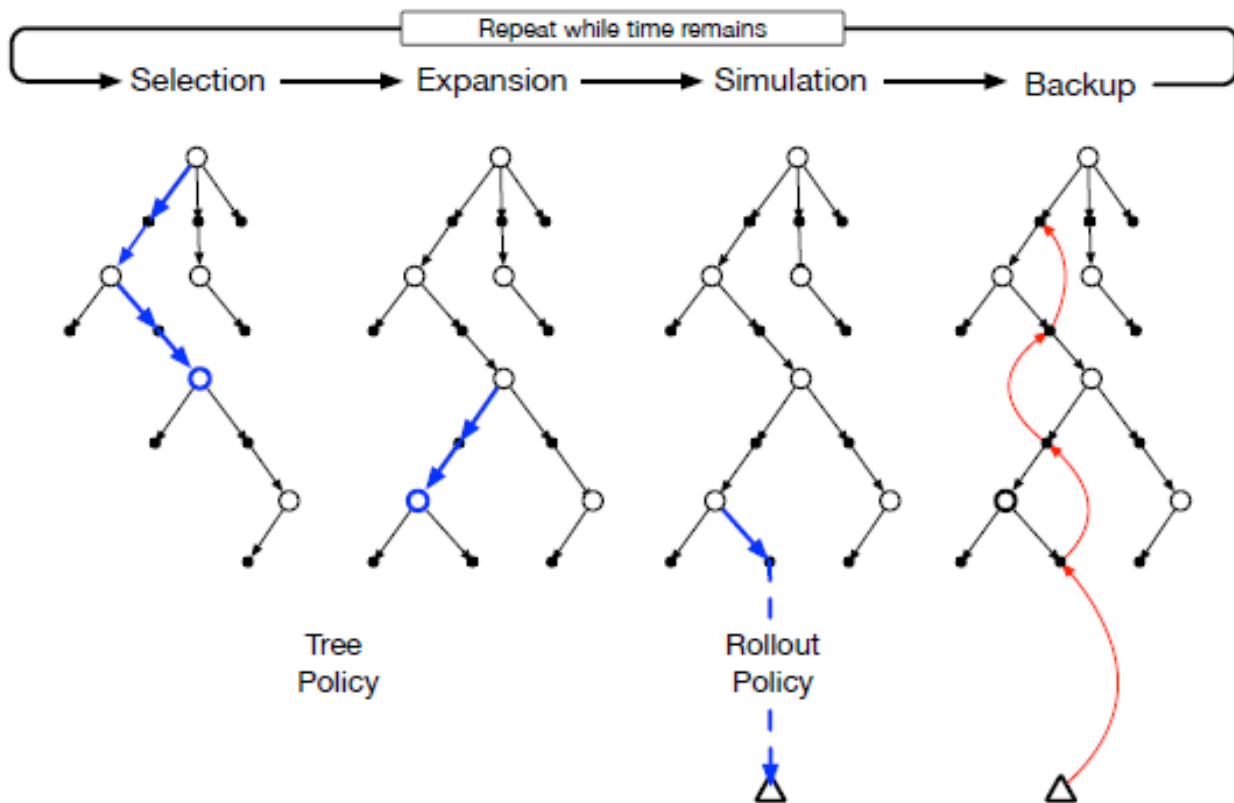 Repeat while time remains
Selection
Expansion
Simulation
Backup
Tree
Policy
Rollout
Policy